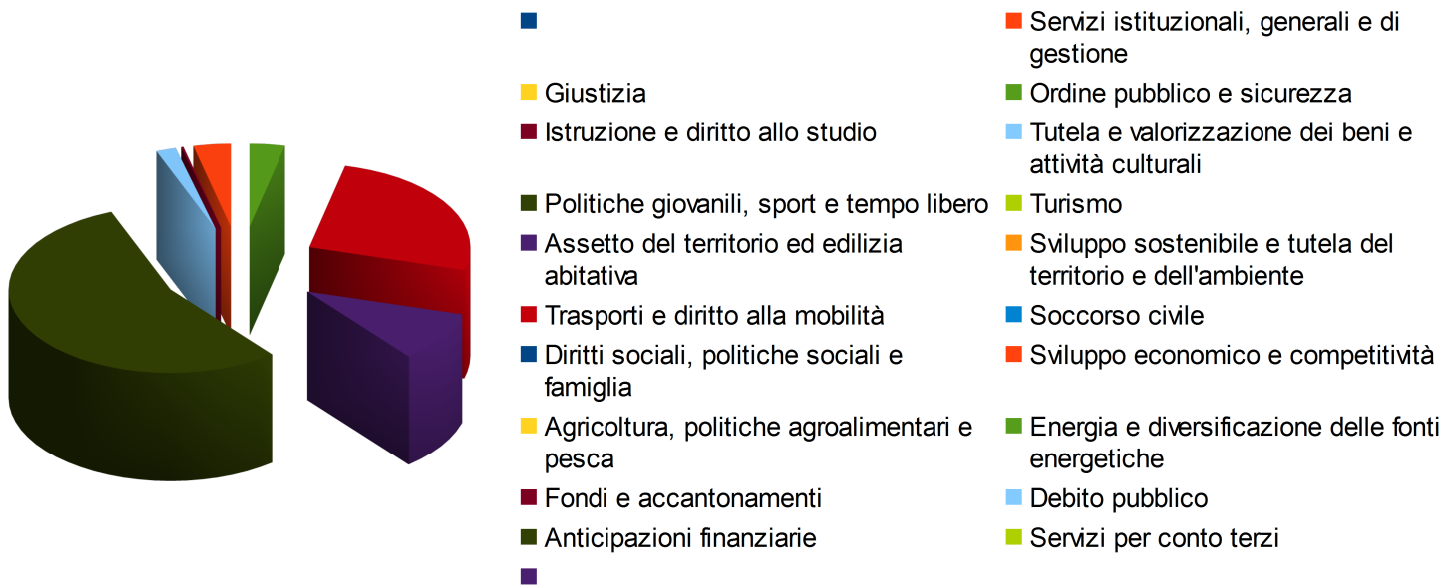 Servizi istituzionali, generali e di
gestione
Giustizia
Ordine pubblico e sicurezza
Istruzione e diritto allo studio
Tutela e valorizzazione dei beni e
attività culturali
Politiche giovanili, sport e tempo libero
Turismo
Assetto del territorio ed edilizia
abitativa
Sviluppo sostenibile e tutela del
territorio e dell'ambiente
Trasporti e diritto alla mobilità
Soccorso civile
Diritti sociali, politiche sociali e
famiglia
Sviluppo economico e competitività
Agricoltura, politiche agroalimentari e
pesca
Energia e diversificazione delle fonti
energetiche
Fondi e accantonamenti
Debito pubblico
Anticipazioni finanziarie
Servizi per conto terzi